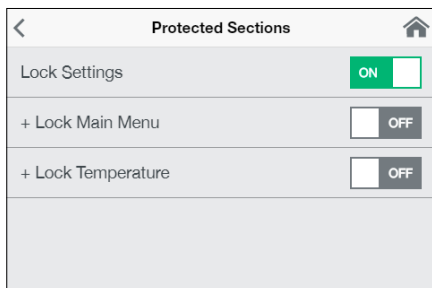 Protected Sections
Lock Settings ON
+ Lock Main Menu OFF
+ Lock Temperature OFF